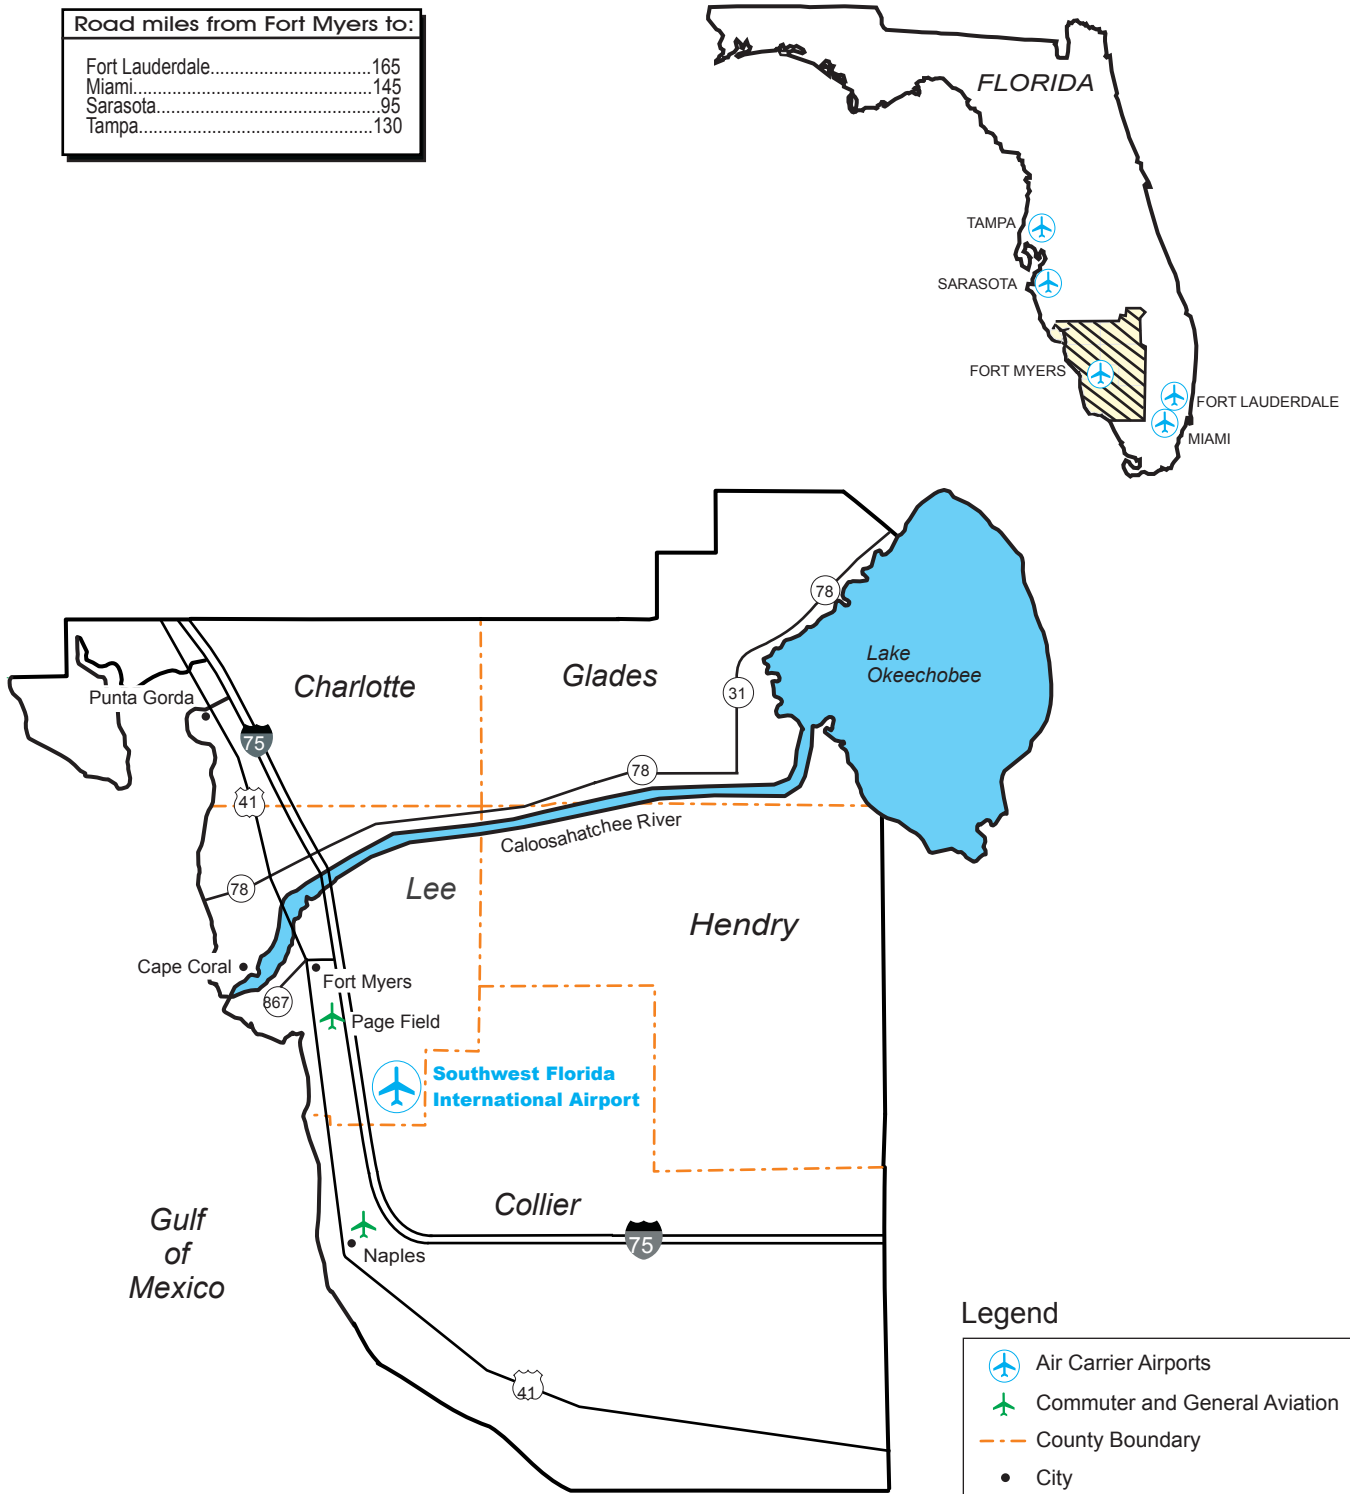 Road miles from Fort Myers to:
Fort Lauderdale................................165
Miami................................................145
Sarasota.............................................95
Tampa...............................................130
FLORIDA
TAMPA
SARASOTA
FORT MYERS
FORT LAUDERDALE
MIAMI
78
Lake
Okeechobee
Glades
Charlotte
31
Punta Gorda
75
78
41
Caloosahatchee River
78
Lee
Hendry
Cape Coral
Fort Myers
867
Page Field
Southwest Florida
International Airport
Collier
Gulf
of
Mexico
75
Naples
41
Legend
Air Carrier Airports
Commuter and General Aviation
County Boundary
City